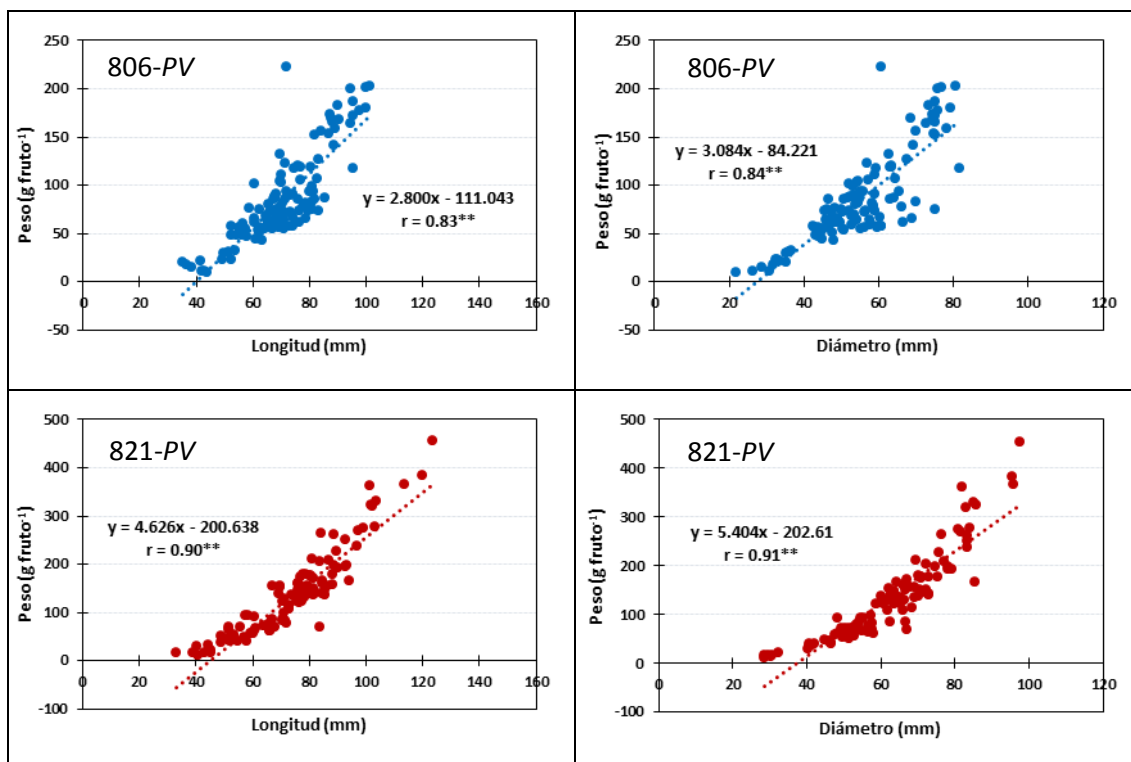 806-PV
250
200
150
100
50
0
-50
0 20 40 60 80 100 120 140 160
Peso (g fruto⁻¹)
Longitud (mm)
y = 2.800x - 111.043
r = 0.83**
806-PV
250
200
150
100
50
0
-50
0 20 40 60 80 100 120
Peso (g fruto⁻¹)
Diámetro (mm)
y = 3.084x - 84.221
r = 0.84**
821-PV
500
400
300
200
100
0
-100
0 20 40 60 80 100 120 140 160
Peso (g fruto⁻¹)
Longitud (mm)
y = 4.626x - 200.638
r = 0.90**
821-PV
500
400
300
200
100
0
-100
0 20 40 60 80 100 120
Peso (g fruto⁻¹)
Diámetro (mm)
y = 5.404x - 202.61
r = 0.91**